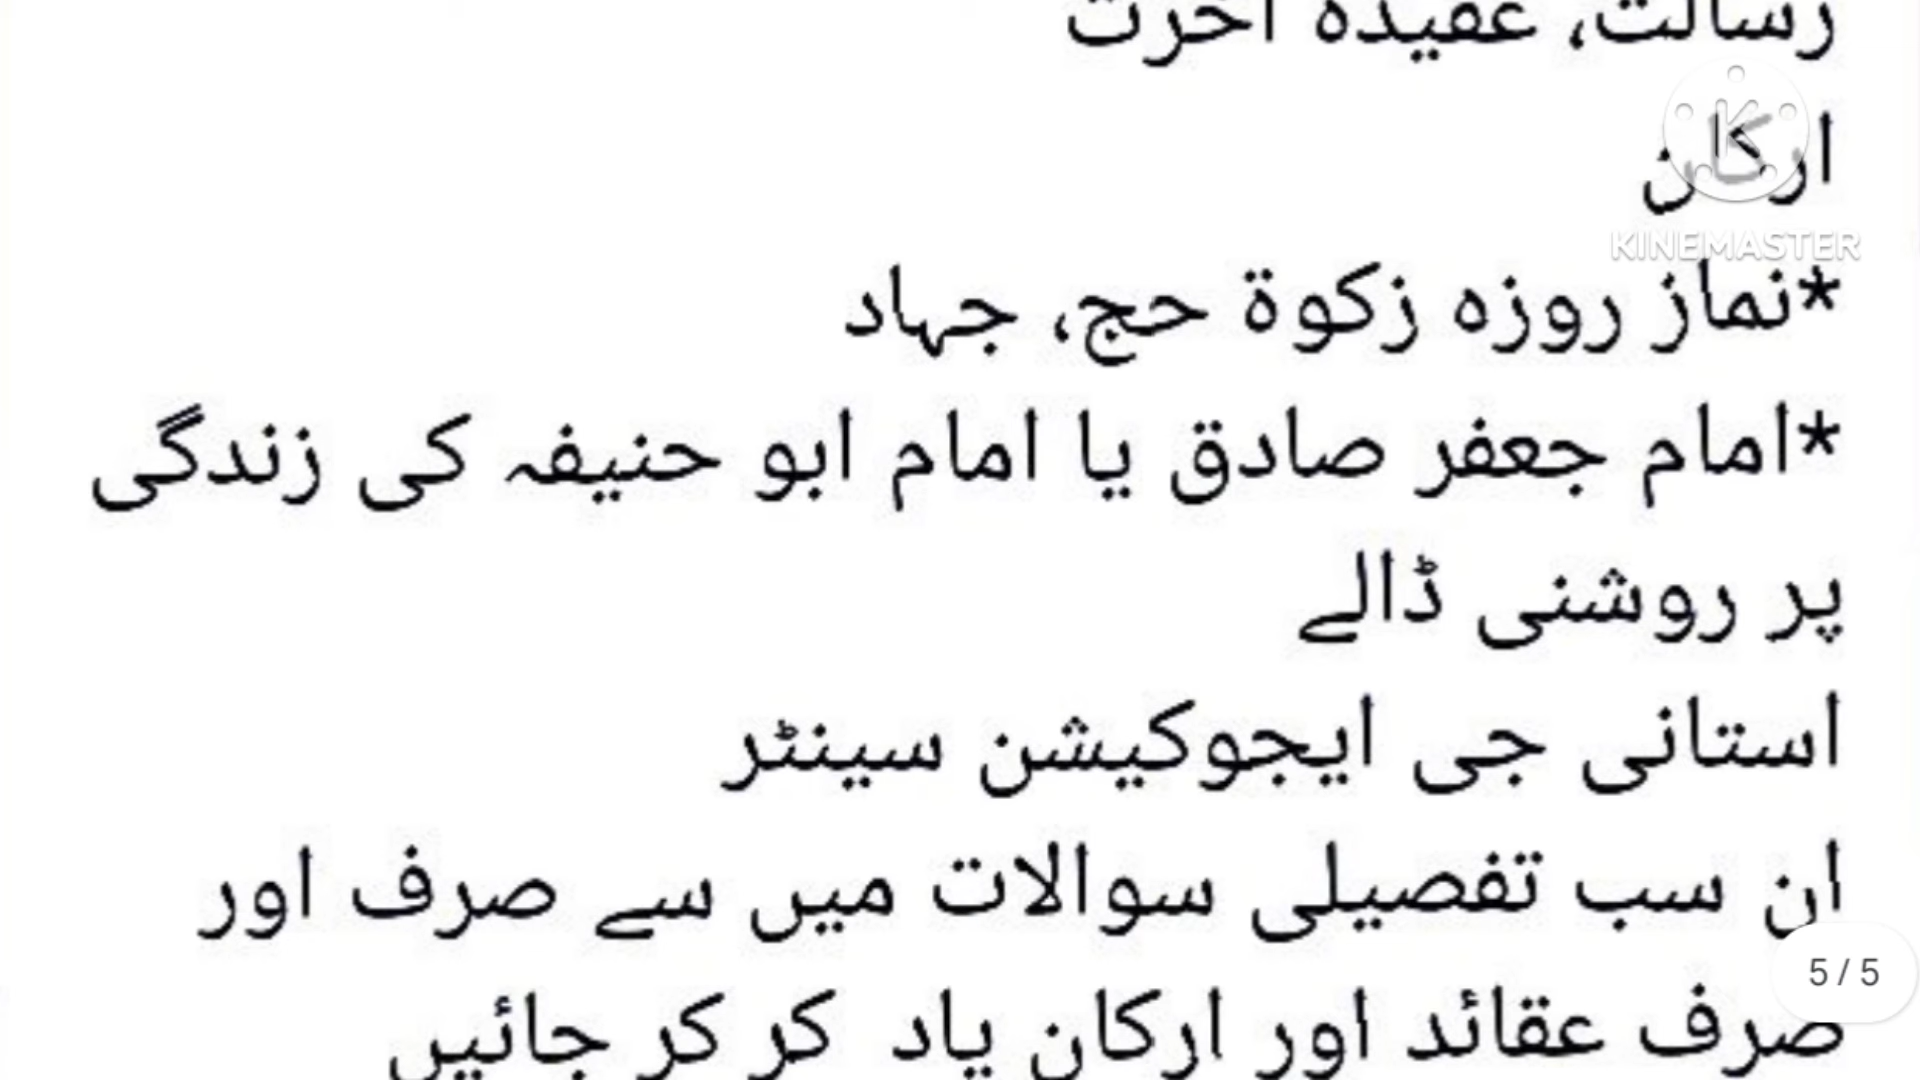 رسالت، عقیدہ آخرت
ارکان
KINEMASTER
*نماز روزہ زکوة حج، جہاد
*امام جعفر صادق یا امام ابو حنیفہ کی زندگی
پر روشنی ڈالے
استانی جی ایجوکیشن سینٹر
ان سب تفصیلی سوالات میں سے صرف اور
5 / 5
صرف عقائد اور ارکان یاد کر کر جائیں